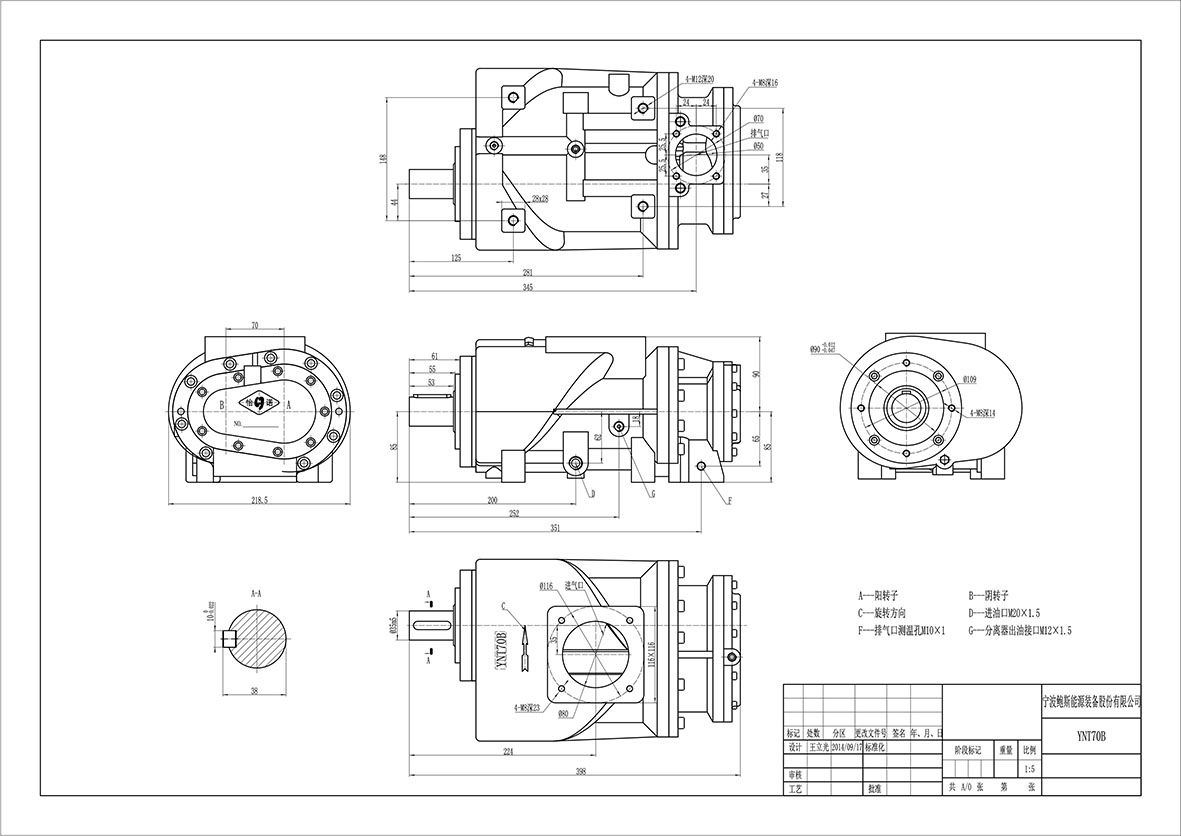 4-M12深20
4-M8深16
24
24
Ø70
排气口
Ø50
25.5
25.5
148
44
118
35
27
28x28
125
281
345
70
B
A
怡
诺
NO.
218.5
61
55
53
85
90
65
85
18
62
D
G
F
200
252
351
Ø90
Ø109
4-M8深14
A-A
38
A
A
C
YNT70B
Ø116
进气口
35
116×116
4-M8深23
Ø80
224
398
A---阳转子
B---阴转子
C---旋转方向
D---进油口M20×1.5
F---排气口测温孔M10×1
G---分离器出油接口M12×1.5
宁波鲍斯能源装备股份有限公司
YNT70B
标记 处数 分区 更改文件号 签名 年、月、日
设计 王立光 2014/09/17 标准化
阶段标记 重量 比例
1:5
审核
工艺 批准
共 A/0 张 第 张